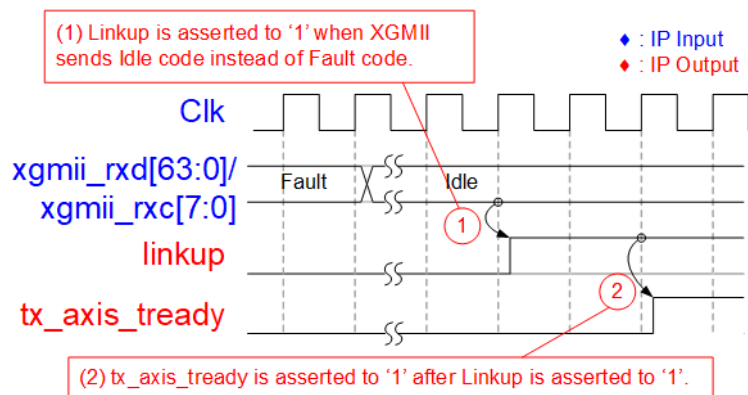 (1) Linkup is asserted to ‘1’ when XGMII
sends Idle code instead of Fault code.
♦ : IP Input
♦ : IP Output
Clk
xgmii_rxd[63:0]/
xgmii_rxc[7:0]
Fault
Idle
1
linkup
2
tx_axis_tready
(2) tx_axis_tready is asserted to ‘1’ after Linkup is asserted to ‘1’.